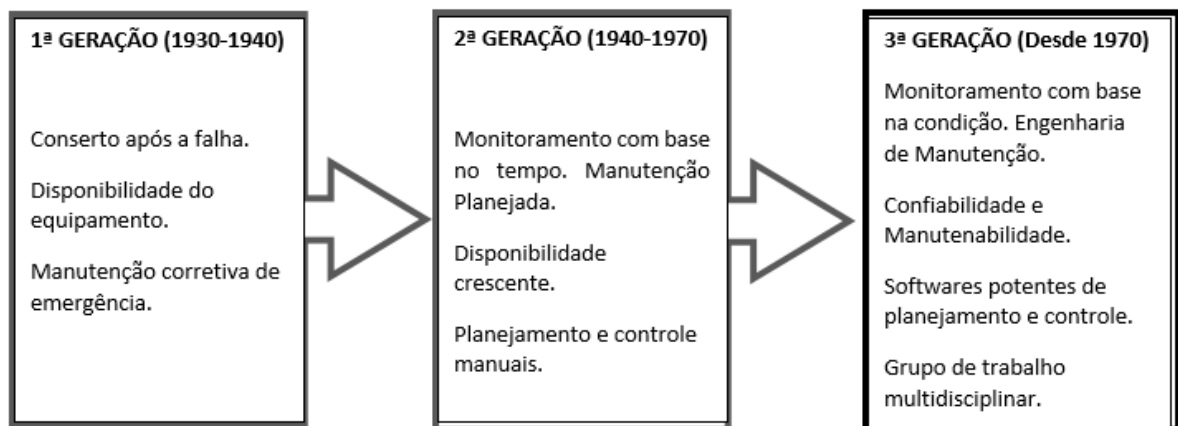 1ª GERAÇÃO (1930-1940)
Conserto após a falha.
Disponibilidade do
equipamento.
Manutenção corretiva de
emergência.
2ª GERAÇÃO (1940-1970)
Monitoramento com base
no tempo. Manutenção
Planejada.
Disponibilidade
crescente.
Planejamento e controle
manuais.
3ª GERAÇÃO (Desde 1970)
Monitoramento com base
na condição. Engenharia
de Manutenção.
Confiabilidade e
Manutenabilidade.
Softwares potentes de
planejamento e controle.
Grupo de trabalho
multidisciplinar.